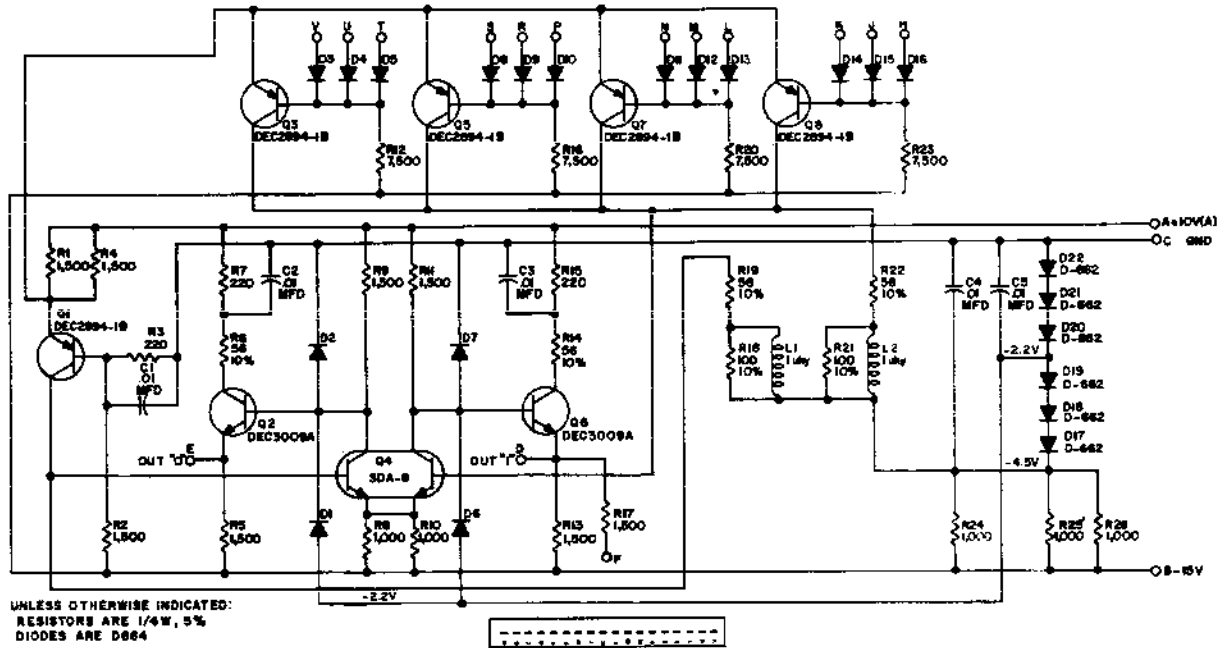 V U T
S R P
N M L
K J H
D3 D4 D5
D8 D9 D10
D11 D12 D13
D14 D15 D16
Q3
DEC2894-1B
Q5
DEC2894-1B
Q7
DEC2894-1B
Q8
DEC2894-1B
R12
7,500
R16
7,500
R20
7,500
R23
7,500
A+10V(A)
C GND
R1
1,500
R4
1,500
R7
220
C2
.01
MFD
R9
1,500
R11
1,500
C3
.01
MFD
R15
220
R19
56
10%
R22
56
10%
C4
.01
MFD
C5
.01
MFD
D22
D-662
D21
D-662
D20
D-662
-2.2V
D19
D-662
D18
D-662
D17
D-662
-4.5V
Q1
DEC2894-1B
R3
220
C1
.01
MFD
R6
56
10%
D2
D7
R14
56
10%
R18
100
10%
L1
1 uhy
R21
100
10%
L2
1 uhy
Q2
DEC3009A
Q6
DEC3009A
OUT "0" E
Q4
SDA-8
OUT "1" D
R2
1,500
R5
1,500
D1
R8
1,000
R10
1,000
D6
R13
1,500
R17
1,500
F
R24
1,000
R25
1,000
R26
1,000
B-15V
-2.2V
UNLESS OTHERWISE INDICATED:
RESISTORS ARE 1/4W, 5%
DIODES ARE D664